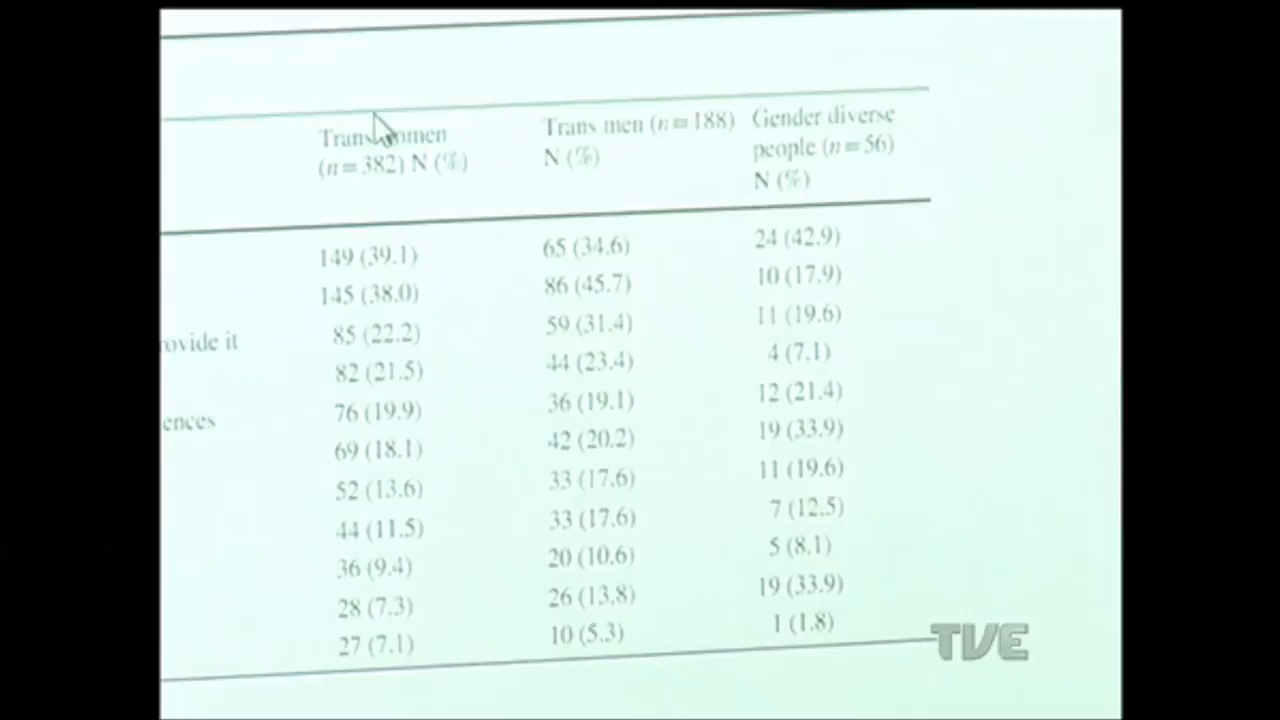 Trans women
(n=382) N (%)
Trans men (n=188)
N (%)
Gender diverse
people (n=56)
N (%)
149 (39.1) 65 (34.6) 24 (42.9)
145 (38.0) 86 (45.7) 10 (17.9)
ovide it 85 (22.2) 59 (31.4) 11 (19.6)
82 (21.5) 44 (23.4) 4 (7.1)
ences 76 (19.9) 36 (19.1) 12 (21.4)
69 (18.1) 42 (20.2) 19 (33.9)
52 (13.6) 33 (17.6) 11 (19.6)
44 (11.5) 33 (17.6) 7 (12.5)
36 (9.4) 20 (10.6) 5 (8.1)
28 (7.3) 26 (13.8) 19 (33.9)
27 (7.1) 10 (5.3) 1 (1.8)
TVE